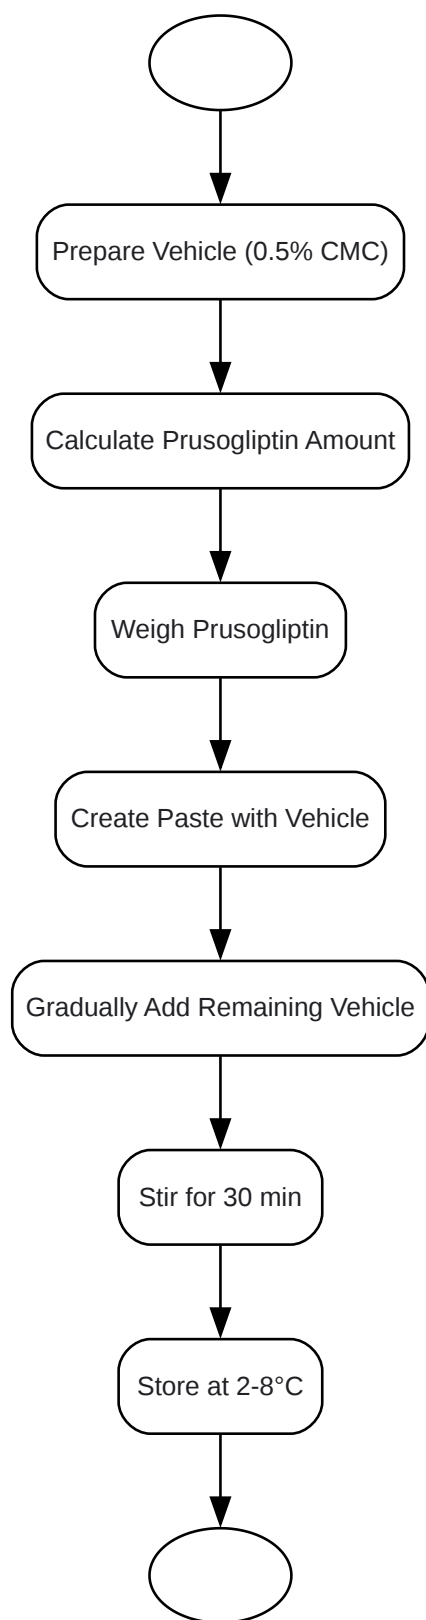 Prepare Vehicle (0.5% CMC)
Calculate Prusogliptin Amount
Weigh Prusogliptin
Create Paste with Vehicle
Gradually Add Remaining Vehicle
Stir for 30 min
Store at 2-8°C